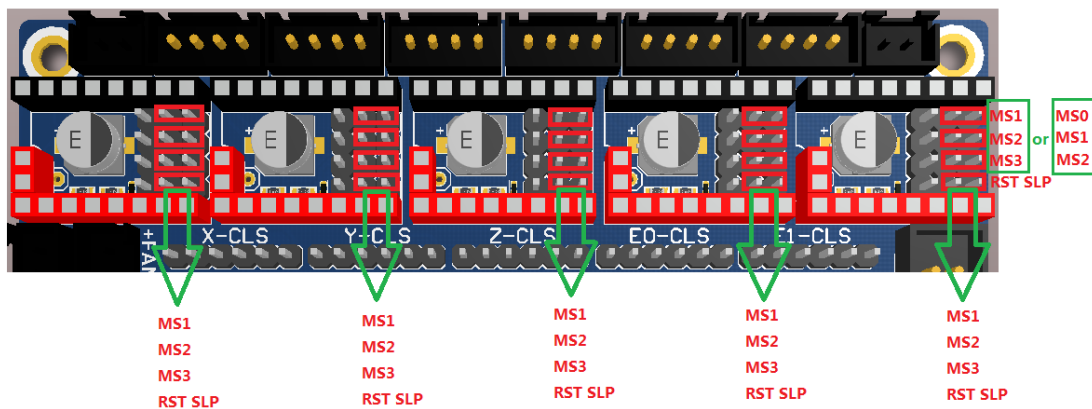 E
E
E
E
E
+
+
+
+
+
MS1
MS2
MS3
RST SLP
or
MS0
MS1
MS2
+FAN
X-CLS
Y-CLS
Z-CLS
E0-CLS
E1-CLS
MS1
MS2
MS3
RST SLP
MS1
MS2
MS3
RST SLP
MS1
MS2
MS3
RST SLP
MS1
MS2
MS3
RST SLP
MS1
MS2
MS3
RST SLP